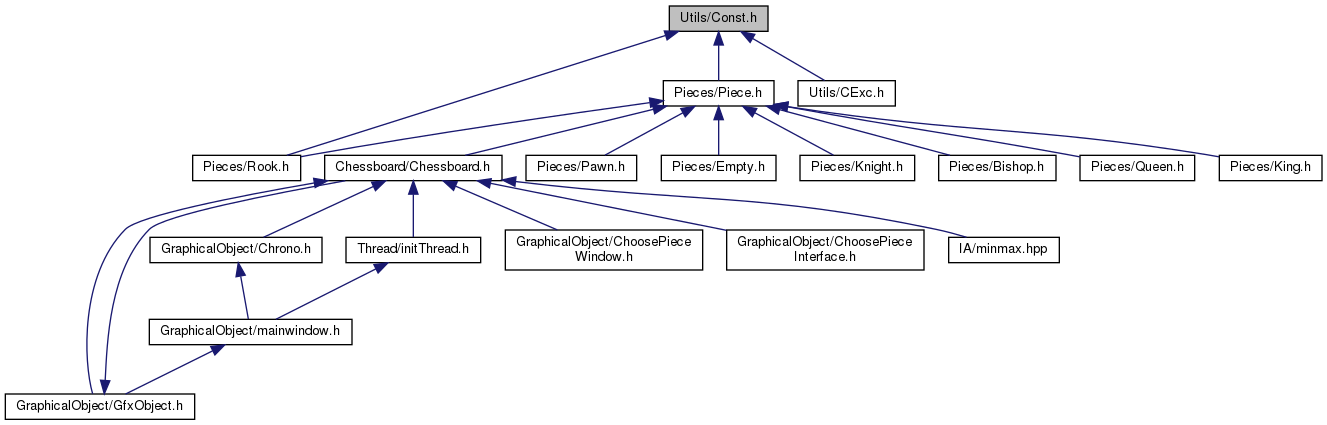 Utils/Const.h
Pieces/Piece.h
Utils/CExc.h
Pieces/Rook.h
Chessboard/Chessboard.h
Pieces/Pawn.h
Pieces/Empty.h
Pieces/Knight.h
Pieces/Bishop.h
Pieces/Queen.h
Pieces/King.h
GraphicalObject/Chrono.h
Thread/initThread.h
GraphicalObject/ChoosePiece
Window.h
GraphicalObject/ChoosePiece
Interface.h
IA/minmax.hpp
GraphicalObject/mainwindow.h
GraphicalObject/GfxObject.h